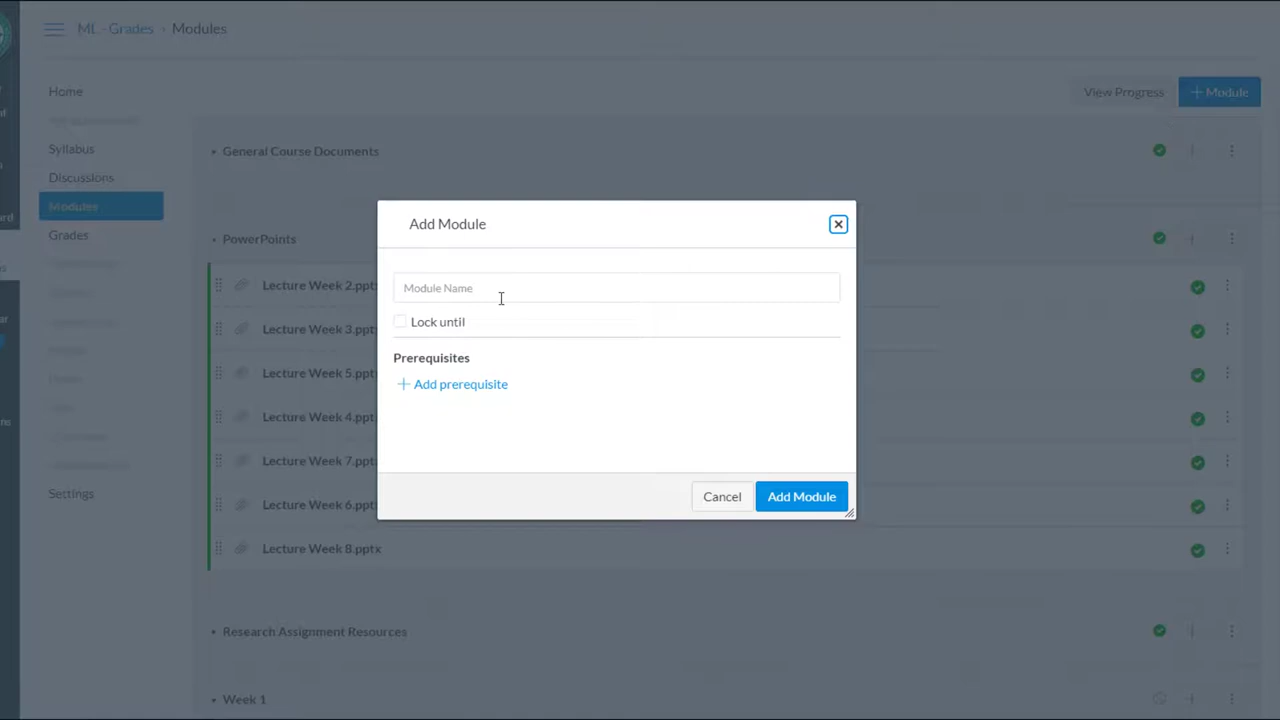 ML - Grades › Modules
Home
View Progress
+ Module
General Course Documents
Syllabus
Discussions
Modules
Add Module
Grades
PowerPoints
Module Name
Lecture Week 2.pptx
Lecture Week 3.pptx
Lock until
Prerequisites
Lecture Week 5.pptx
+ Add prerequisite
Lecture Week 4.ppt
Lecture Week 7.ppt
Settings
Lecture Week 6.ppt
Cancel
Add Module
Lecture Week 8.pptx
Research Assignment Resources
Week 1